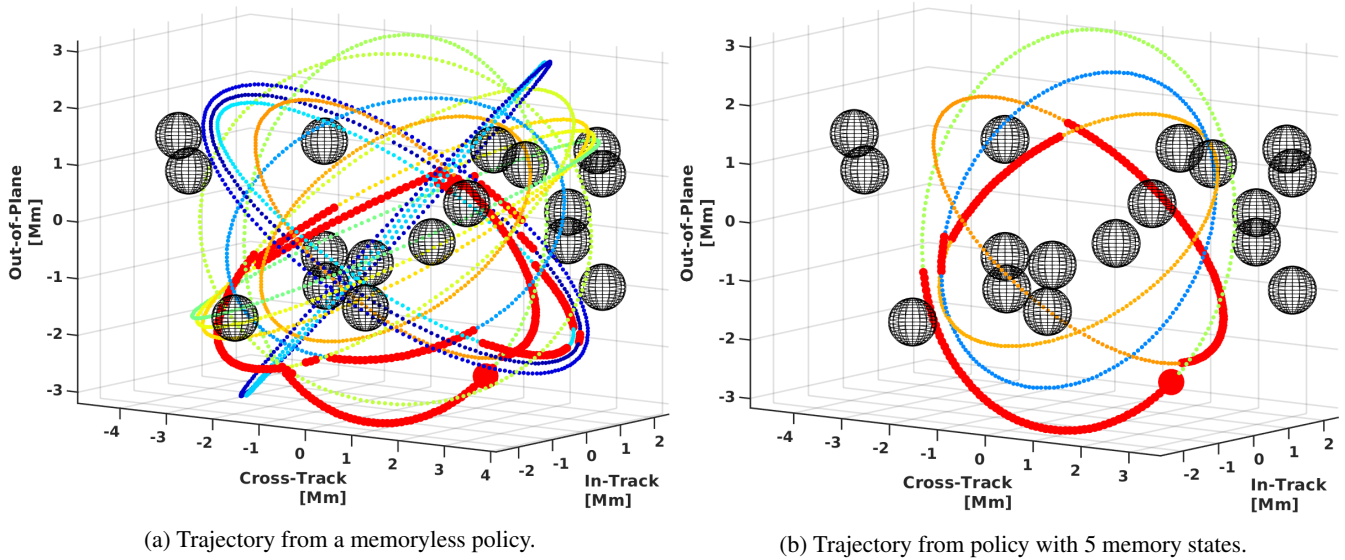 3
2
1
0
-1
-2
-3
Out-of-Plane
[Mm]
-4
-3
-2
-1
0
1
2
3
4
Cross-Track
[Mm]
-2
-1
0
1
2
In-Track
[Mm]
(a) Trajectory from a memoryless policy.
3
2
1
0
-1
-2
-3
Out-of-Plane
[Mm]
-4
-3
-2
-1
0
1
2
3
Cross-Track
[Mm]
-2
-1
0
1
2
In-Track
[Mm]
(b) Trajectory from policy with 5 memory states.